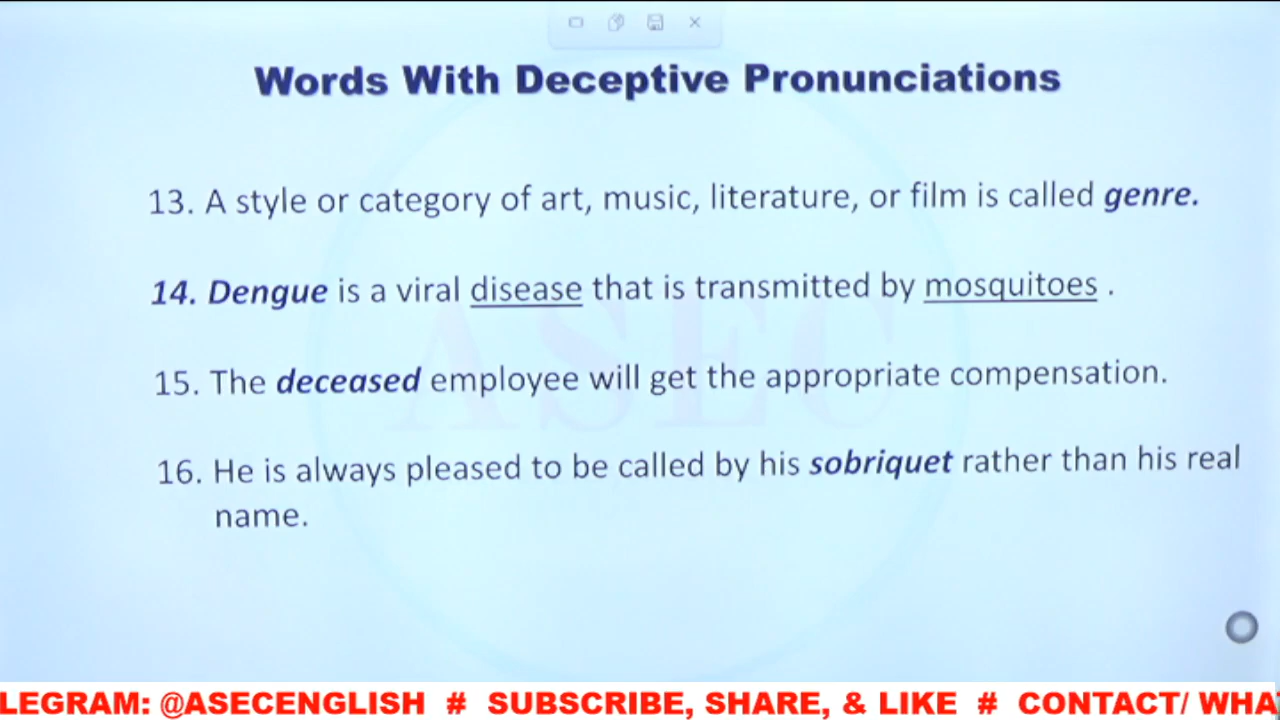 Words With Deceptive Pronunciations
13. A style or category of art, music, literature, or film is called genre.
14. Dengue is a viral disease that is transmitted by mosquitoes .
15. The deceased employee will get the appropriate compensation.
16. He is always pleased to be called by his sobriquet rather than his real
name.
ASEC
LEGRAM: @ASECENGLISH # SUBSCRIBE, SHARE, & LIKE # CONTACT/ WHA